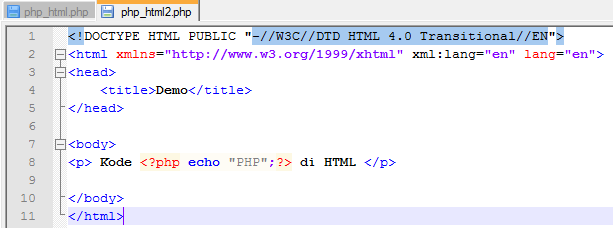 php_html.php php_html2.php
1 <!DOCTYPE HTML PUBLIC "-//W3C//DTD HTML 4.0 Transitional//EN">
2 <html xmlns="http://www.w3.org/1999/xhtml" xml:lang="en" lang="en">
3 <head>
4 <title>Demo</title>
5 </head>
6
7 <body>
8 <p> Kode <?php echo "PHP";?> di HTML </p>
9
10 </body>
11 </html>